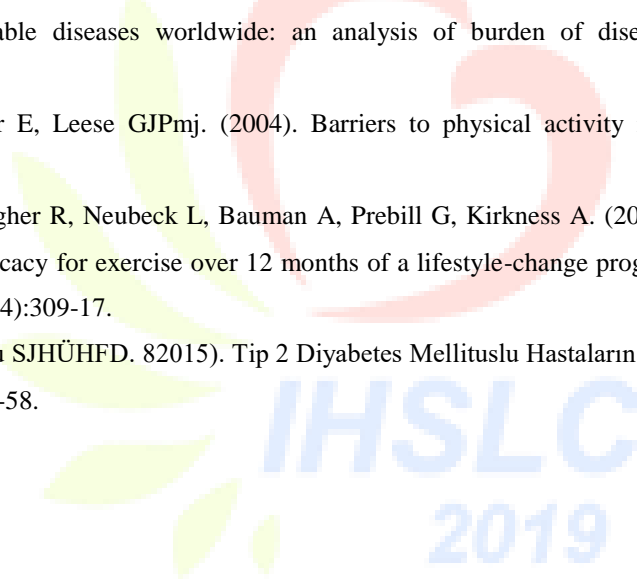 able diseases worldwide: an analysis of burden of dise
r E, Leese GJPmj. (2004). Barriers to physical activity
gher R, Neubeck L, Bauman A, Prebill G, Kirkness A. (20
cacy for exercise over 12 months of a lifestyle-change prog
4):309-17.
u SJHÜHFD. 82015). Tip 2 Diyabetes Mellituslu Hastaların
-58.
IHSLC
2019